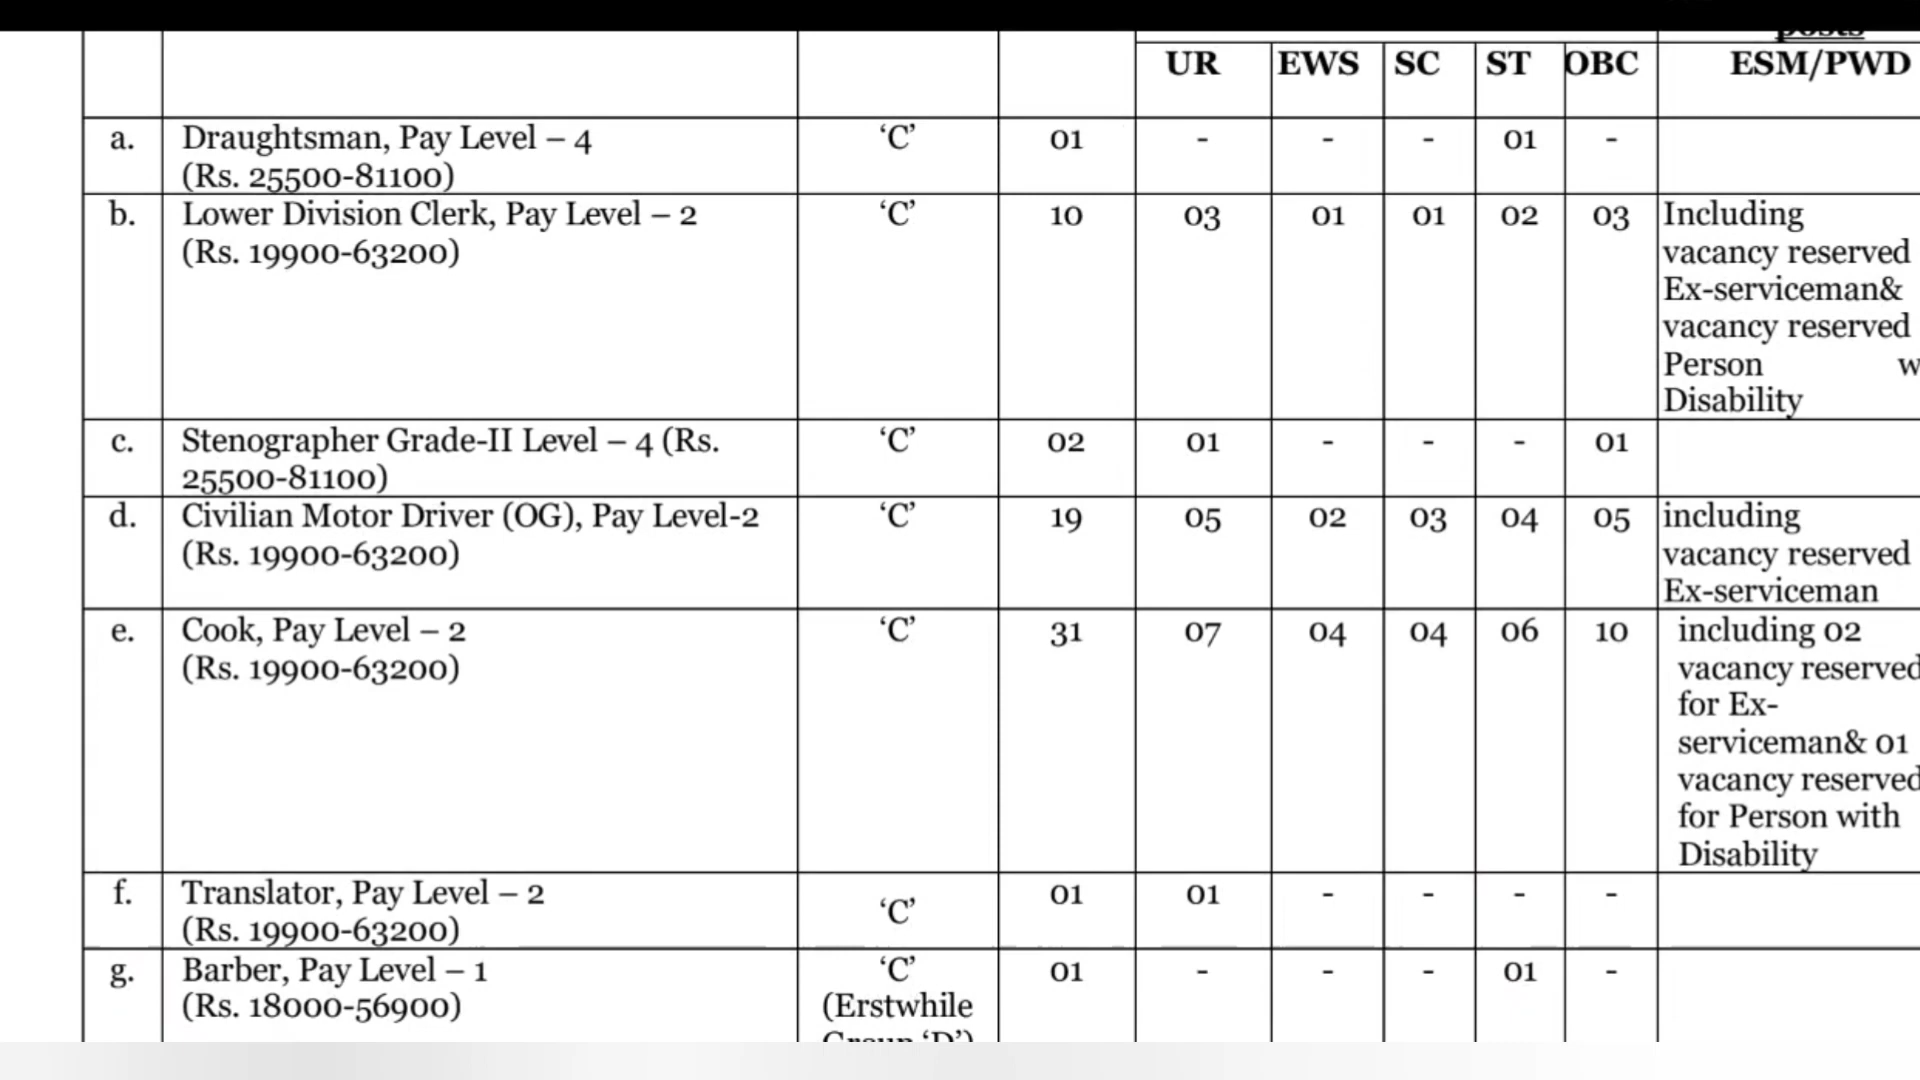 posts
UR EWS SC ST OBC ESM/PWD
a. Draughtsman, Pay Level – 4 ‘C’ 01 - - - 01 -
(Rs. 25500-81100)
b. Lower Division Clerk, Pay Level – 2 ‘C’ 10 03 01 01 02 03 Including
(Rs. 19900-63200) vacancy reserved
Ex-serviceman&
vacancy reserved
Person
Disability
c. Stenographer Grade-II Level – 4 (Rs. ‘C’ 02 01 - - - 01
25500-81100)
d. Civilian Motor Driver (OG), Pay Level-2 ‘C’ 19 05 02 03 04 05 including
(Rs. 19900-63200) vacancy reserved
Ex-serviceman
e. Cook, Pay Level – 2 ‘C’ 31 07 04 04 06 10 including 02
(Rs. 19900-63200) vacancy reserved
for Ex-
serviceman& 01
vacancy reserved
for Person with
Disability
f. Translator, Pay Level – 2 ‘C’ 01 01 - - - -
(Rs. 19900-63200)
g. Barber, Pay Level – 1 ‘C’ 01 - - - 01 -
(Rs. 18000-56900) (Erstwhile
Group ‘D’)